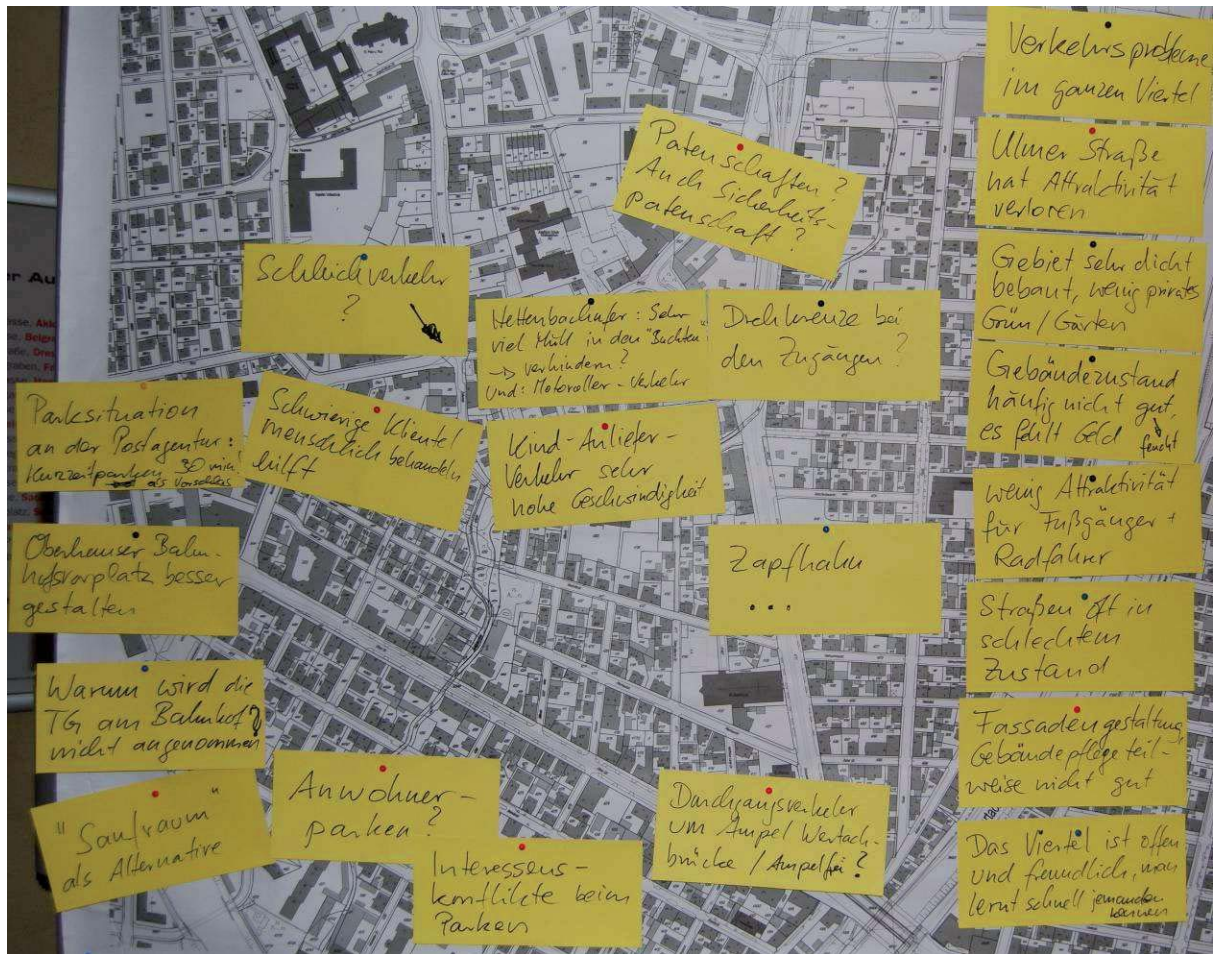 Verkehrsprobleme
im ganzen Viertel
Ulmer Straße
hat Attraktivität
verloren
Gebiet sehr dicht
bebaut, wenig privates
Grün / Gärten
Gebäudezustand
häufig nicht gut,
es fehlt Geld
feucht
wenig Attraktivität
für Fußgänger +
Radfahrer
Straßen oft in
schlechtem
Zustand
Fassadengestaltung,
Gebäudepflege teil-
weise nicht gut
Das Viertel ist offen
und freundlich, man
lernt schnell jemanden
kennen
Patenschaften?
Auch Sicherheits-
patenschaft?
Schleichverkehr
?
Hettenbachufer: Sehr
viel Müll in den "Buchten"
→ verhindern?
Und: Motoroller-Verkehr
Drehkreuze bei
den Zugängen?
Parksituation
an der Postagentur:
Kurzzeitparken 30 min
als Vorschlag
Schwierige Klientel
menschlich behandeln
hilft
Kind-Anliefer-
Verkehr sehr
hohe Geschwindigkeit
Oberhauser Bahn-
hofsvorplatz besser
gestalten
Zapfhahn
...
Warum wird die
TG am Bahnhof
nicht angenommen?
"Saufraum"
als Alternative
Anwohner-
parken?
Interessens-
konflikte beim
Parken
Durchgangsverkehr
um Ampel Wertach-
brücke / Ampelfrei?